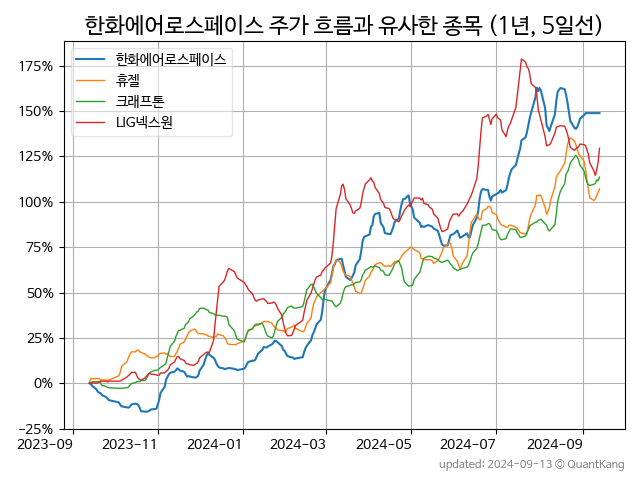 한화에어로스페이스 주가 흐름과 유사한 종목 (1년, 5일선)
한화에어로스페이스
휴젤
크래프톤
LIG넥스원
175%
150%
125%
100%
75%
50%
25%
0%
−25%
2023-09 2023-11 2024-01 2024-03 2024-05 2024-07 2024-09
updated: 2024-09-13 © QuantKang